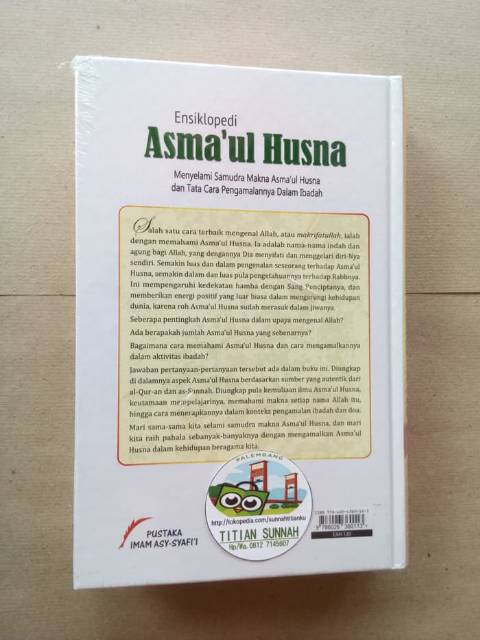 Ensiklopedi
Asma'ul Husna
Menyelami Samudra Makna Asma'ul Husna
dan Tata Cara Pengamalannya Dalam Ibadah
Salah satu cara terbaik mengenal Allah, atau makrifatullah, ialah
dengan memahami Asma'ul Husna. Ia adalah nama-nama indah dan
agung bagi Allah, yang dengannya Dia menyifati dan menggelari diri-Nya
sendiri. Semakin luas dan dalam pengenalan seseorang terhadap Asma'ul
Husna, semakin dalam dan luas pula pengetahuannya terhadap Rabbnya.
Ini mempengaruhi kedekatan hamba dengan Sang Penciptanya, dan
memberikan energi positif yang luar biasa dalam mengarungi kehidupan
dunia, karena roh Asma'ul Husna sudah merasuk dalam jiwanya.
Seberapa pentingkah Asma'ul Husna dalam upaya mengenal Allah?
Ada berapakah jumlah Asma'ul Husna yang sebenarnya?
Bagaimana cara memahami Asma'ul Husna dan cara mengamalkannya
dalam aktivitas ibadah?
Jawaban pertanyaan-pertanyaan tersebut ada dalam buku ini. Diungkap
di dalamnya aspek Asma'ul Husna berdasarkan sumber yang autentik dari
al-Qur-an dan as-Sunnah. Diungkap pula kemuliaan ilmu Asma'ul Husna,
keutamaan mempelajarinya, memahami makna setiap nama Allah itu,
hingga cara menerapkannya dalam konteks pengamalan ibadah dan doa.
Mari sama-sama kita selami samudra makna Asma'ul Husna, dan mari
kita raih pahala sebanyak-banyaknya dengan mengamalkan Asma'ul
Husna dalam kehidupan beragama kita.
PALEMBANG
http://tokopedia.com/sunnahtitianku
TITIAN SUNNAH
Hp/Wa. 0812 7145607
PUSTAKA
IMAM ASY-SYAFI'I